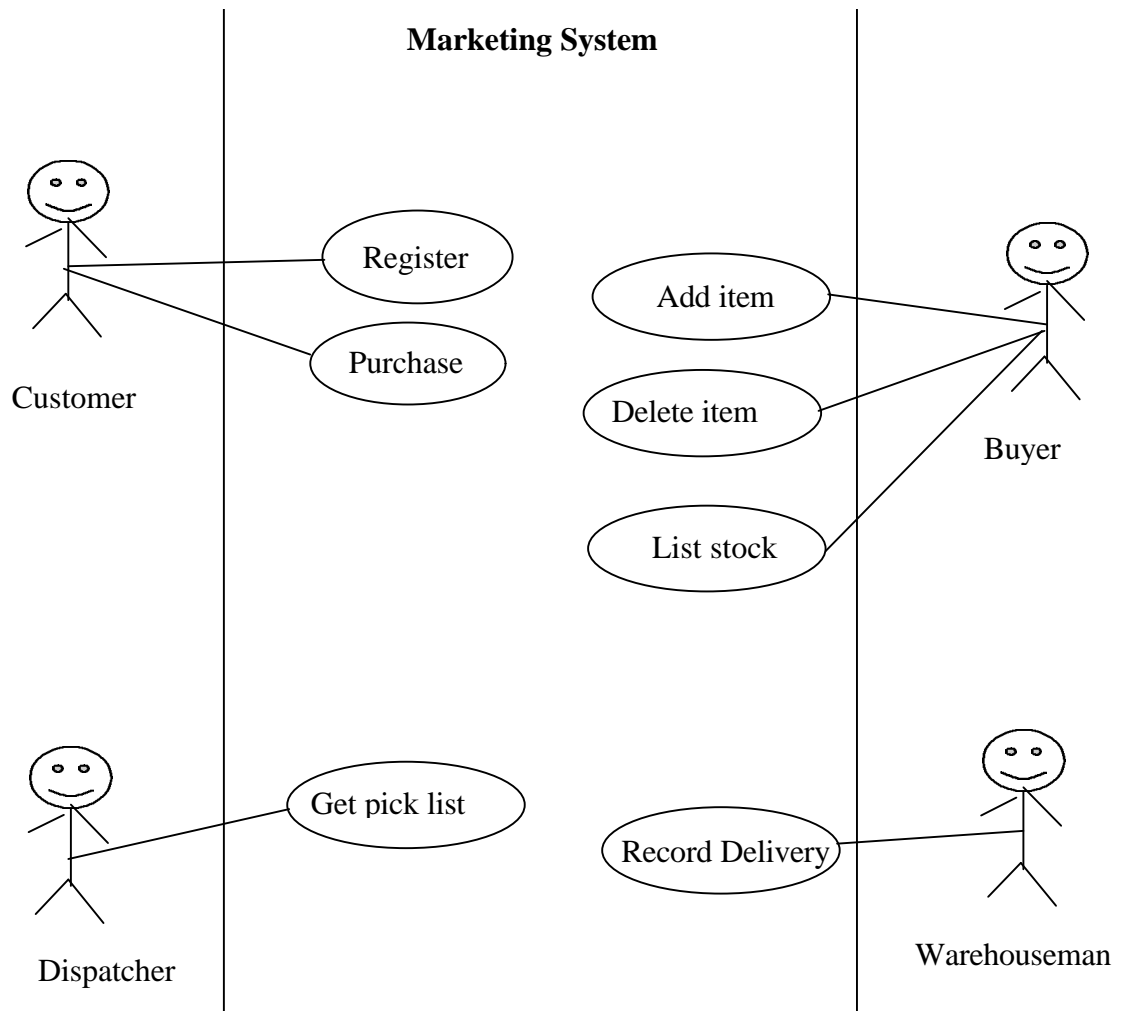 Marketing System
Register
Add item
Purchase
Customer
Delete item
Buyer
List stock
Get pick list
Record Delivery
Warehouseman
Dispatcher